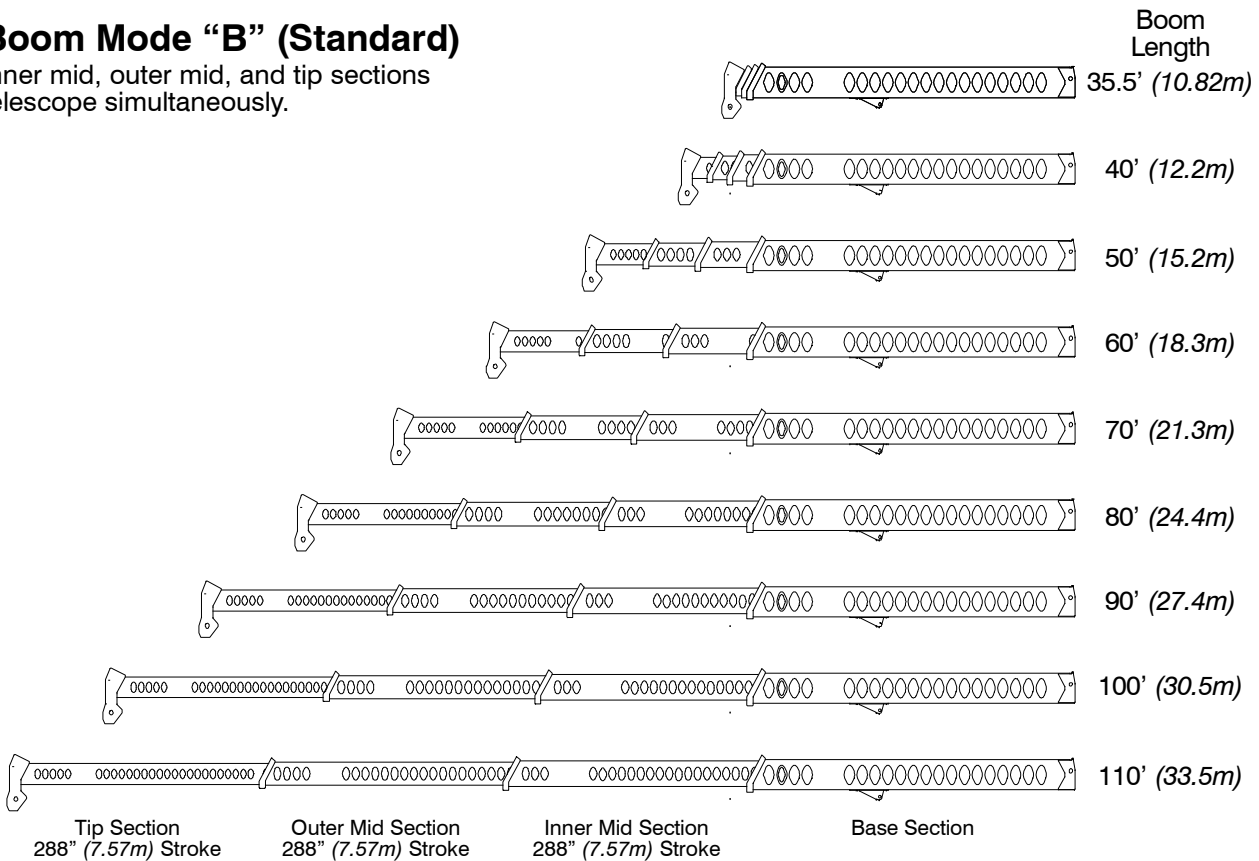 Boom Mode “B” (Standard)
nner mid, outer mid, and tip sections
elescope simultaneously.
Boom
Length
35.5’ (10.82m)
40’ (12.2m)
50’ (15.2m)
60’ (18.3m)
70’ (21.3m)
80’ (24.4m)
90’ (27.4m)
100’ (30.5m)
110’ (33.5m)
Tip Section
288” (7.57m) Stroke
Outer Mid Section
288” (7.57m) Stroke
Inner Mid Section
288” (7.57m) Stroke
Base Section